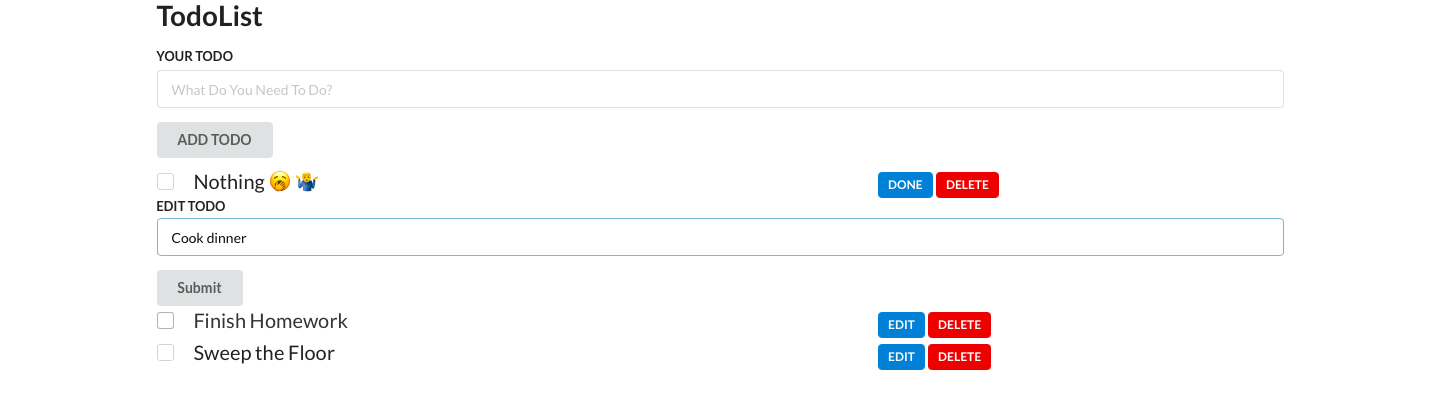 TodoList
YOUR TODO
What Do You Need To Do?
ADD TODO
Nothing 🥱 🤷‍♂️ DONE DELETE
EDIT TODO
Cook dinner
Submit
Finish Homework EDIT DELETE
Sweep the Floor EDIT DELETE